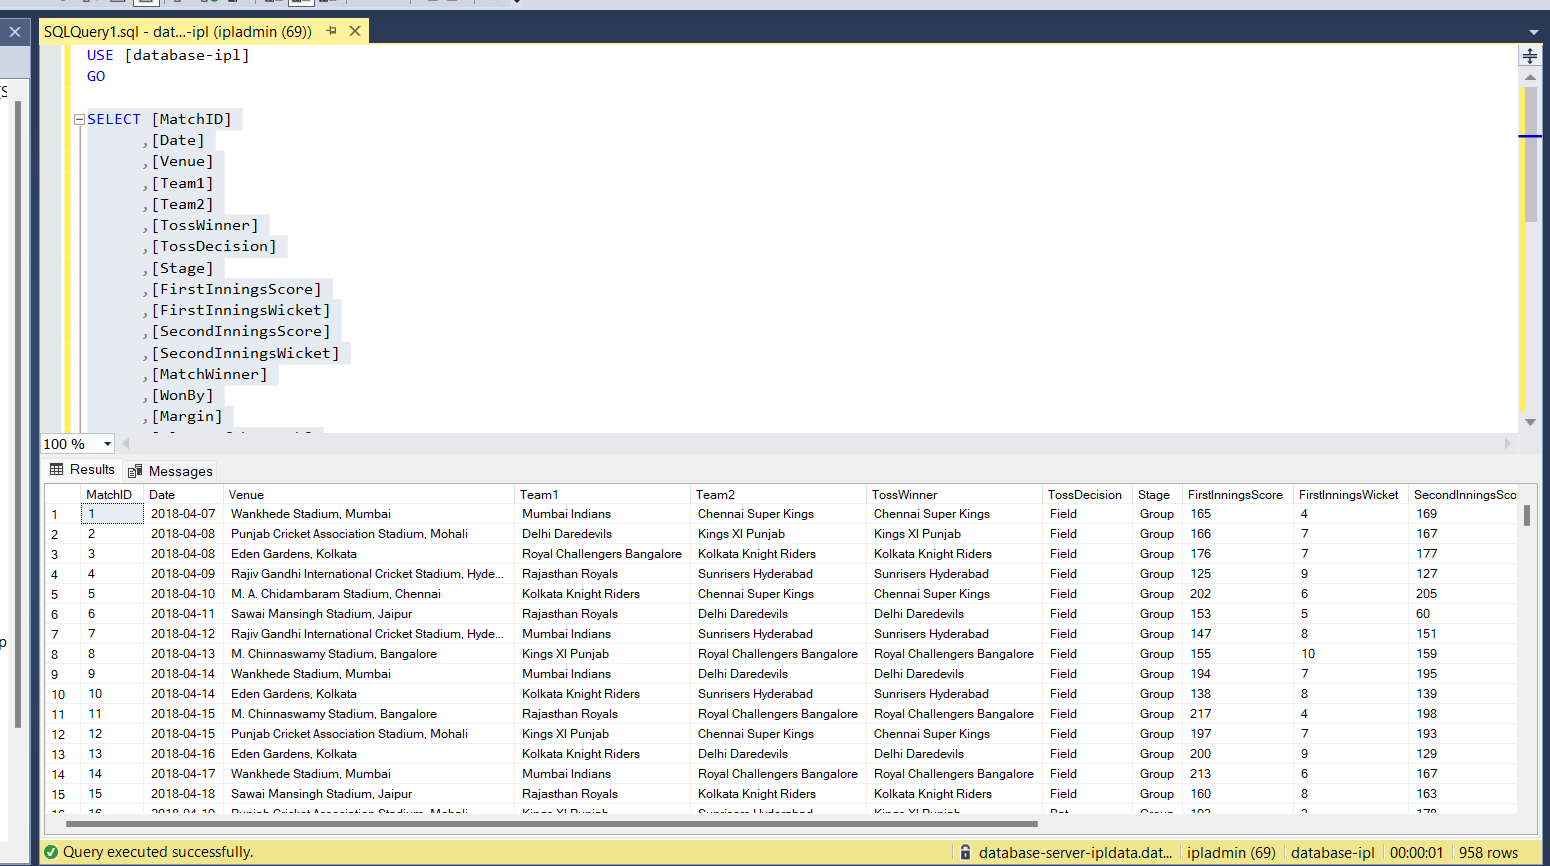 SQLQuery1.sql - dat...-ipl (ipladmin (69))
USE [database-ipl]
GO
SELECT [MatchID]
,[Date]
,[Venue]
,[Team1]
,[Team2]
,[TossWinner]
,[TossDecision]
,[Stage]
,[FirstInningsScore]
,[FirstInningsWicket]
,[SecondInningsScore]
,[SecondInningsWicket]
,[MatchWinner]
,[WonBy]
,[Margin]
100 %
Results Messages
MatchID Date Venue Team1 Team2 TossWinner TossDecision Stage FirstInningsScore FirstInningsWicket SecondInningsSco
1 1 2018-04-07 Wankhede Stadium, Mumbai Mumbai Indians Chennai Super Kings Chennai Super Kings Field Group 165 4 169
2 2 2018-04-08 Punjab Cricket Association Stadium, Mohali Delhi Daredevils Kings XI Punjab Kings XI Punjab Field Group 166 7 167
3 3 2018-04-08 Eden Gardens, Kolkata Royal Challengers Bangalore Kolkata Knight Riders Kolkata Knight Riders Field Group 176 7 177
4 4 2018-04-09 Rajiv Gandhi International Cricket Stadium, Hyde... Rajasthan Royals Sunrisers Hyderabad Sunrisers Hyderabad Field Group 125 9 127
5 5 2018-04-10 M. A. Chidambaram Stadium, Chennai Kolkata Knight Riders Chennai Super Kings Chennai Super Kings Field Group 202 6 205
6 6 2018-04-11 Sawai Mansingh Stadium, Jaipur Rajasthan Royals Delhi Daredevils Delhi Daredevils Field Group 153 5 60
7 7 2018-04-12 Rajiv Gandhi International Cricket Stadium, Hyde... Mumbai Indians Sunrisers Hyderabad Sunrisers Hyderabad Field Group 147 8 151
8 8 2018-04-13 M. Chinnaswamy Stadium, Bangalore Kings XI Punjab Royal Challengers Bangalore Royal Challengers Bangalore Field Group 155 10 159
9 9 2018-04-14 Wankhede Stadium, Mumbai Mumbai Indians Delhi Daredevils Delhi Daredevils Field Group 194 7 195
10 10 2018-04-14 Eden Gardens, Kolkata Kolkata Knight Riders Sunrisers Hyderabad Sunrisers Hyderabad Field Group 138 8 139
11 11 2018-04-15 M. Chinnaswamy Stadium, Bangalore Rajasthan Royals Royal Challengers Bangalore Royal Challengers Bangalore Field Group 217 4 198
12 12 2018-04-15 Punjab Cricket Association Stadium, Mohali Kings XI Punjab Chennai Super Kings Chennai Super Kings Field Group 197 7 193
13 13 2018-04-16 Eden Gardens, Kolkata Kolkata Knight Riders Delhi Daredevils Delhi Daredevils Field Group 200 9 129
14 14 2018-04-17 Wankhede Stadium, Mumbai Mumbai Indians Royal Challengers Bangalore Royal Challengers Bangalore Field Group 213 6 167
15 15 2018-04-18 Sawai Mansingh Stadium, Jaipur Rajasthan Royals Kolkata Knight Riders Kolkata Knight Riders Field Group 160 8 163
Query executed successfully. database-server-ipldata.dat... ipladmin (69) database-ipl 00:00:01 958 rows